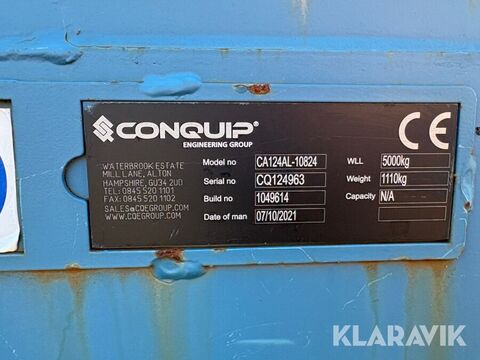 CONQUIP
ENGINEERING GROUP
CE
WATERBROOK ESTATE
MILL LANE, ALTON
HAMPSHIRE, GU34 2UD
TEL: 0845 520 1101
FAX: 0845 520 1102
SALES@CQEGROUP.COM
WWW.CQEGROUP.COM
Model no CA124AL-10824 WLL 5000kg
Serial no CQ124963 Weight 1110kg
Build no 1049614 Capacity N/A
Date of man 07/10/2021
KLARAVIK